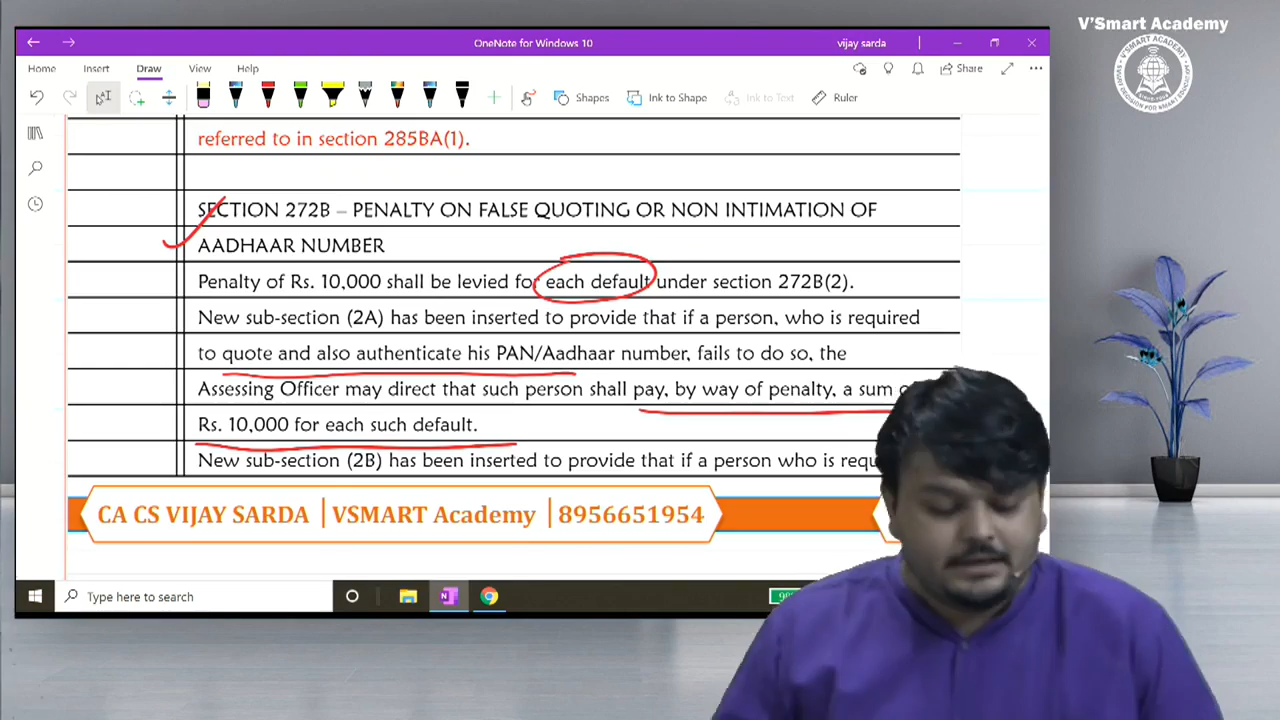 V'Smart Academy
OneNote for Windows 10
vijay sarda
Home Insert Draw View Help
Share
Shapes Ink to Shape Ink to Text Ruler
referred to in section 285BA(1).
SECTION 272B – PENALTY ON FALSE QUOTING OR NON INTIMATION OF
AADHAAR NUMBER
Penalty of Rs. 10,000 shall be levied for each default under section 272B(2).
New sub-section (2A) has been inserted to provide that if a person, who is required
to quote and also authenticate his PAN/Aadhaar number, fails to do so, the
Assessing Officer may direct that such person shall pay, by way of penalty, a sum
Rs. 10,000 for each such default.
New sub-section (2B) has been inserted to provide that if a person who is
CA CS VIJAY SARDA | VSMART Academy | 8956651954
Type here to search